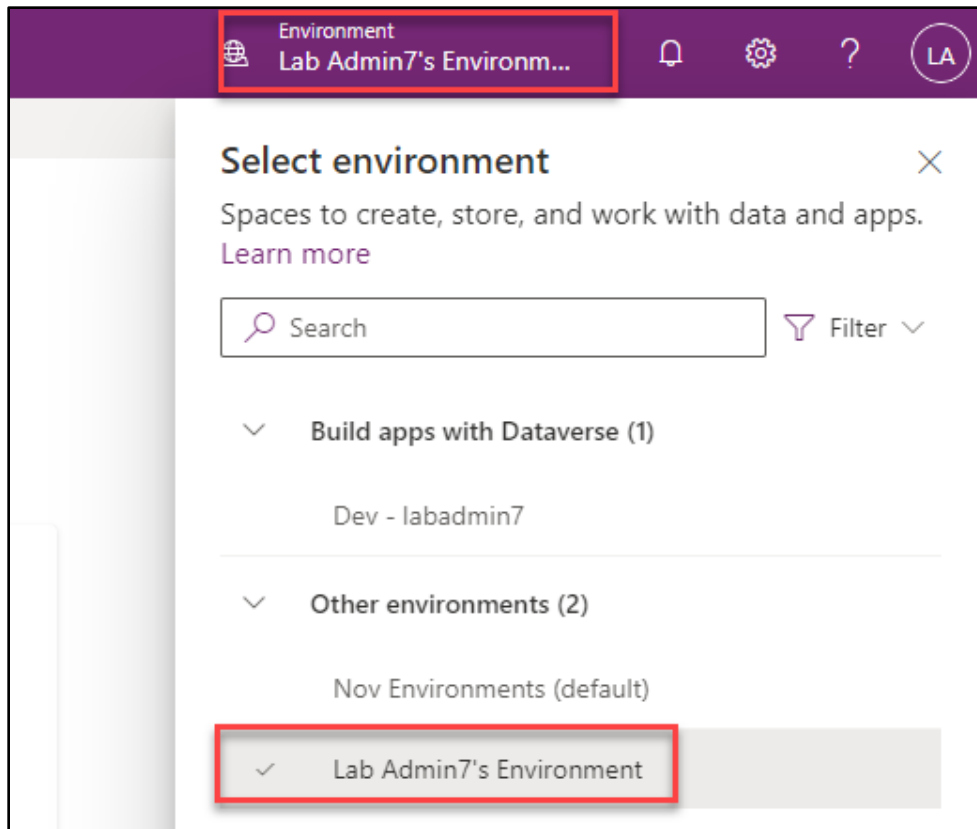 Environment
Lab Admin7's Environm...
?
LA
Select environment
Spaces to create, store, and work with data and apps.
Learn more
Search
Filter
Build apps with Dataverse (1)
Dev - labadmin7
Other environments (2)
Nov Environments (default)
Lab Admin7's Environment